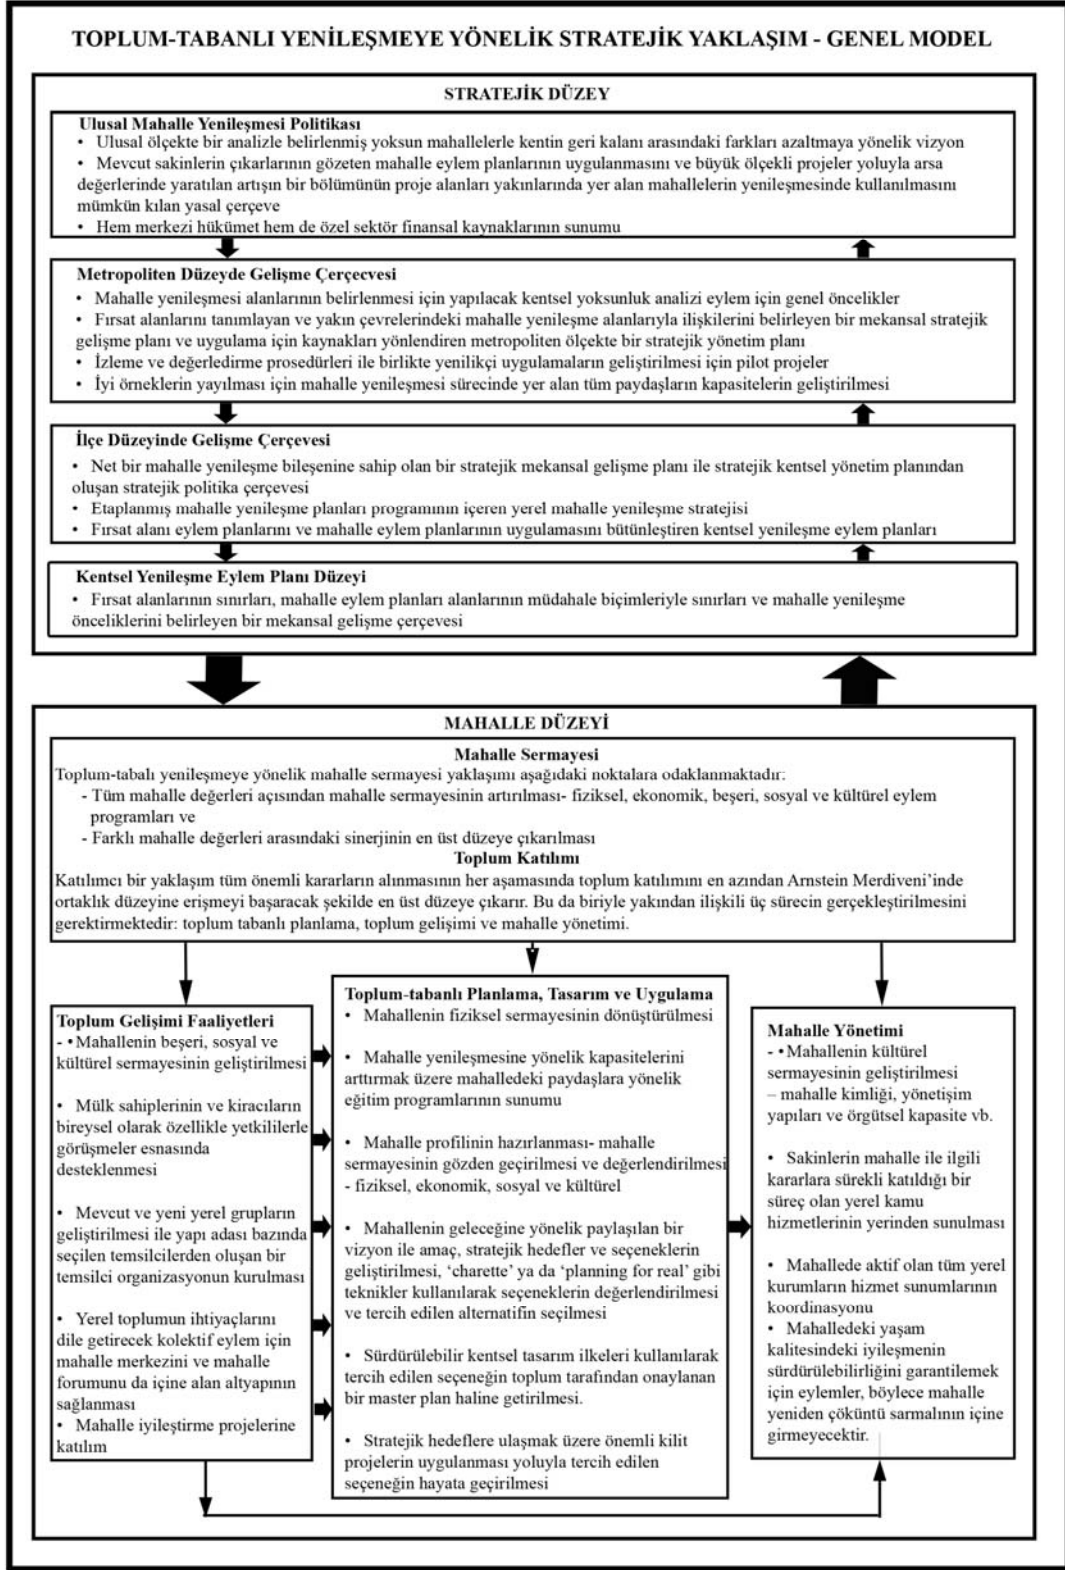 TOPLUM-TABANLI YENİLEŞMEYE YÖNELİK STRATEJİK YAKLAŞIM - GENEL MODEL
STRATEJİK DÜZEY
Ulusal Mahalle Yenileşmesi Politikası
• Ulusal ölçekte bir analizle belirlenmiş yoksun mahallelerle kentin geri kalanı arasındaki farkları azaltmaya yönelik vizyon
• Mevcut sakinlerin çıkarlarının gözeten mahalle eylem planlarının uygulanmasını ve büyük ölçekli projeler yoluyla arsa
değerlerinde yaratılan artışın bir bölümünün proje alanları yakınlarında yer alan mahallelerin yenileşmesinde kullanılmasını
mümkün kılan yasal çerçeve
• Hem merkezi hükümet hem de özel sektör finansal kaynaklarının sunumu
Metropoliten Düzeyde Gelişme Çerçecvesi
• Mahalle yenileşmesi alanlarının belirlenmesi için yapılacak kentsel yoksunluk analizi eylem için genel öncelikler
• Fırsat alanlarını tanımlayan ve yakın çevrelerindeki mahalle yenileşme alanlarıyla ilişkilerini belirleyen bir mekansal stratejik
gelişme planı ve uygulama için kaynakları yönlendiren metropoliten ölçekte bir stratejik yönetim planı
• İzleme ve değerledirme prosedürleri ile birlikte yenilikçi uygulamaların geliştirilmesi için pilot projeler
• İyi örneklerin yayılması için mahalle yenileşmesi sürecinde yer alan tüm paydaşların kapasitelerin geliştirilmesi
İlçe Düzeyinde Gelişme Çerçevesi
• Net bir mahalle yenileşme bileşenine sahip olan bir stratejik mekansal gelişme planı ile stratejik kentsel yönetim planından
oluşan stratejik politika çerçevesi
• Etaplanmış mahalle yenileşme planları programının içeren yerel mahalle yenileşme stratejisi
• Fırsat alanı eylem planlarını ve mahalle eylem planlarının uygulamasını bütünleştiren kentsel yenileşme eylem planları
Kentsel Yenileşme Eylem Planı Düzeyi
• Fırsat alanlarının sınırları, mahalle eylem planları alanlarının müdahale biçimleriyle sınırları ve mahalle yenileşme
önceliklerini belirleyen bir mekansal gelişme çerçevesi
MAHALLE DÜZEYİ
Mahalle Sermayesi
Toplum-tabalı yenileşmeye yönelik mahalle sermayesi yaklaşımı aşağıdaki noktalara odaklanmaktadır:
- Tüm mahalle değerleri açısından mahalle sermayesinin artırılması- fiziksel, ekonomik, beşeri, sosyal ve kültürel eylem
programları ve
- Farklı mahalle değerleri arasındaki sinerjinin en üst düzeye çıkarılması
Toplum Katılımı
Katılımcı bir yaklaşım tüm önemli kararların alınmasının her aşamasında toplum katılımını en azından Arnstein Merdiveni'inde
ortaklık düzeyine erişmeyi başaracak şekilde en üst düzeye çıkarır. Bu da biriyle yakından ilişkili üç sürecin gerçekleştirilmesini
gerektirmektedir: toplum tabanlı planlama, toplum gelişimi ve mahalle yönetimi.
Toplum Gelişimi Faaliyetleri
- • Mahallenin beşeri, sosyal ve
kültürel sermayesinin geliştirilmesi
• Mülk sahiplerinin ve kiracıların
bireysel olarak özellikle yetkililerle
görüşmeler esnasında
desteklenmesi
• Mevcut ve yeni yerel grupların
geliştirilmesi ile yapı adası bazında
seçilen temsilcilerden oluşan bir
temsilci organizasyonun kurulması
• Yerel toplumun ihtiyaçlarını
dile getirecek kolektif eylem için
mahalle merkezini ve mahalle
forumunu da içine alan altyapının
sağlanması
• Mahalle iyileştirme projelerine
katılım
Toplum-tabanlı Planlama, Tasarım ve Uygulama
• Mahallenin fiziksel sermayesinin dönüştürülmesi
• Mahalle yenileşmesine yönelik kapasitelerini
arttırmak üzere mahalledeki paydaşlara yönelik
eğitim programlarının sunumu
• Mahalle profilinin hazırlanması- mahalle
sermayesinin gözden geçirilmesi ve değerlendirilmesi
- fiziksel, ekonomik, sosyal ve kültürel
• Mahallenin geleceğine yönelik paylaşılan bir
vizyon ile amaç, stratejik hedefler ve seçeneklerin
geliştirilmesi, 'charette' ya da 'planning for real' gibi
teknikler kullanılarak seçeneklerin değerlendirilmesi
ve tercih edilen alternatifin seçilmesi
• Sürdürülebilir kentsel tasarım ilkeleri kullanılarak
tercih edilen seçeneğin toplum tarafından onaylanan
bir master plan haline getirilmesi.
• Stratejik hedeflere ulaşmak üzere önemli kilit
projelerin uygulanması yoluyla tercih edilen
seçeneğin hayata geçirilmesi
Mahalle Yönetimi
- • Mahallenin kültürel
sermayesinin geliştirilmesi
– mahalle kimliği, yönetişim
yapıları ve örgütsel kapasite vb.
• Sakinlerin mahalle ile ilgili
kararlara sürekli katıldığı bir
süreç olan yerel kamu
hizmetlerinin yerinden sunulması
• Mahallede aktif olan tüm yerel
kurumların hizmet sunumlarının
koordinasyonu
• Mahalledeki yaşam
kalitesindeki iyileşmenin
sürdürülebilirliğini garantilemek
için eylemler, böylece mahalle
yeniden çöküntü sarmalının içine
girmeyecektir.